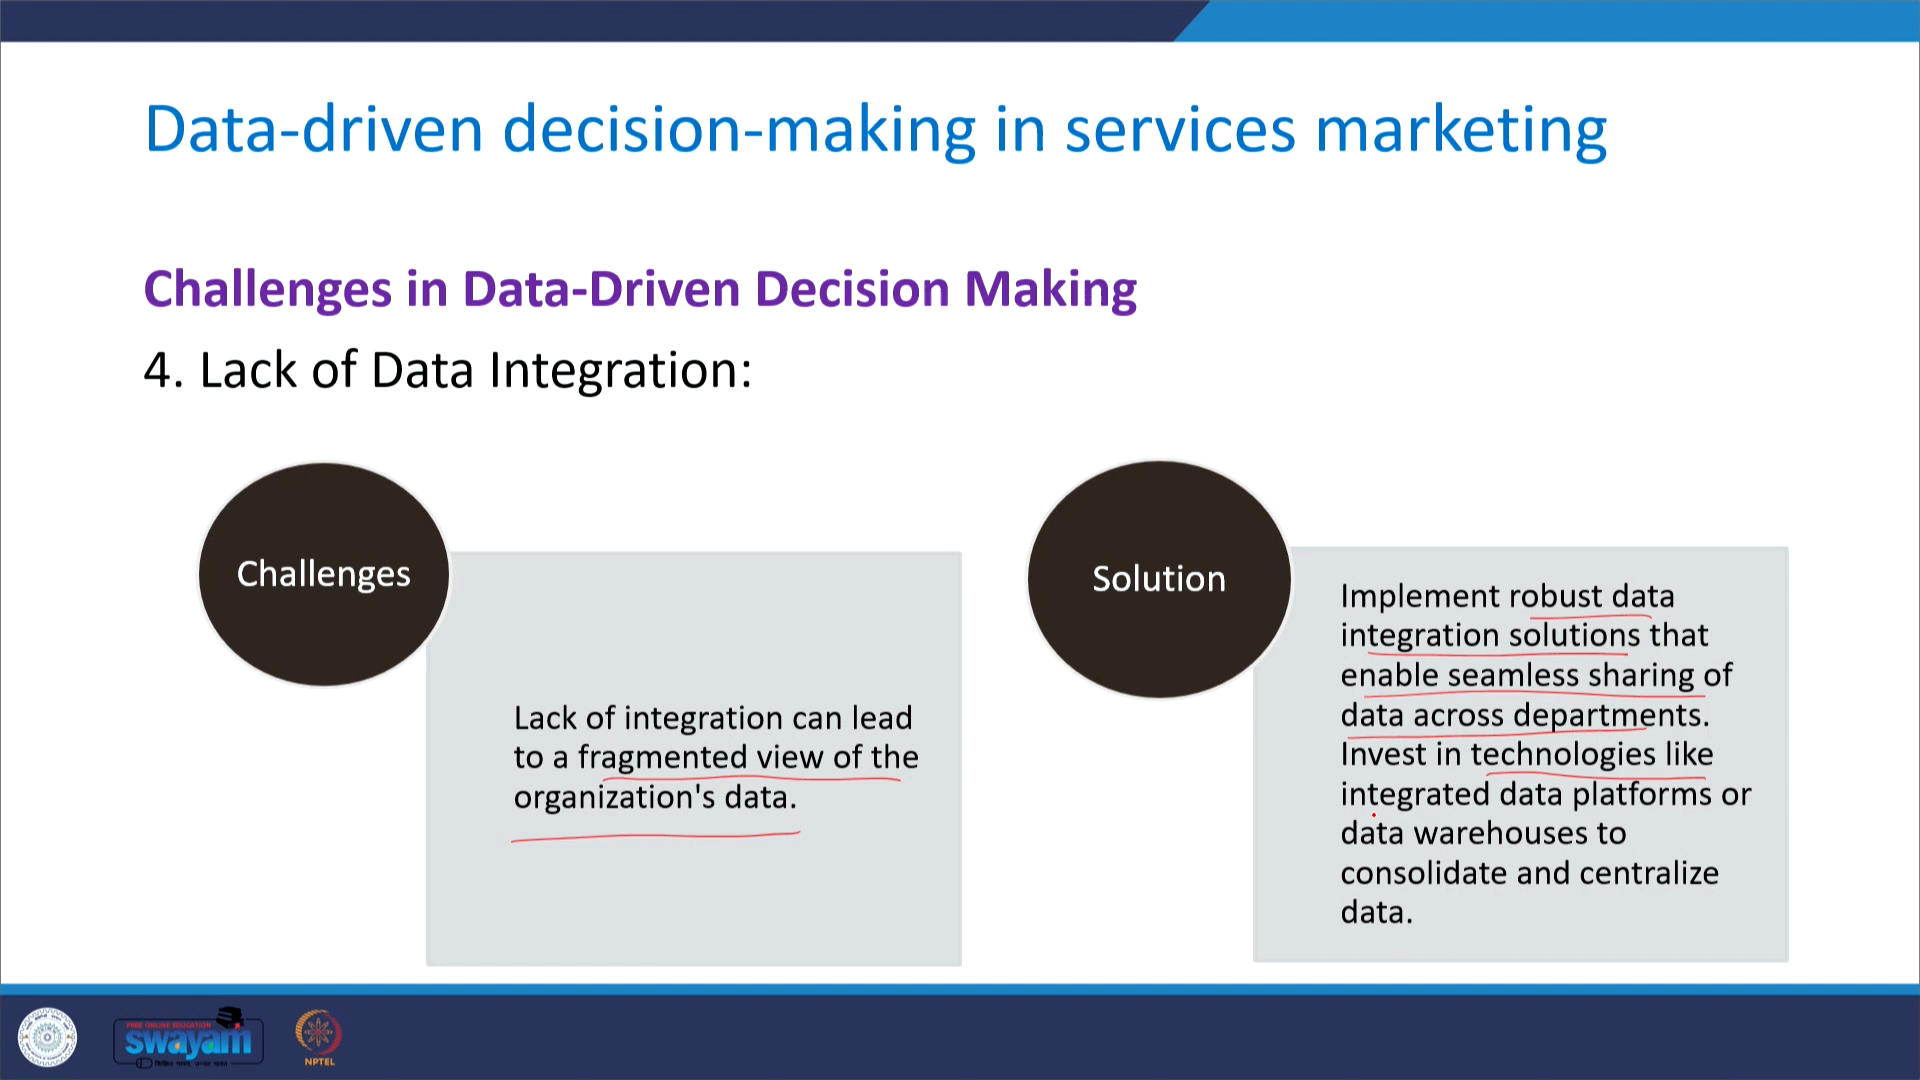 Data-driven decision-making in services marketing
Challenges in Data-Driven Decision Making
4. Lack of Data Integration:
Challenges
Lack of integration can lead
to a fragmented view of the
organization's data.
Solution
Implement robust data
integration solutions that
enable seamless sharing of
data across departments.
Invest in technologies like
integrated data platforms or
data warehouses to
consolidate and centralize
data.
FREE ONLINE EDUCATION
swayam
NPTEL